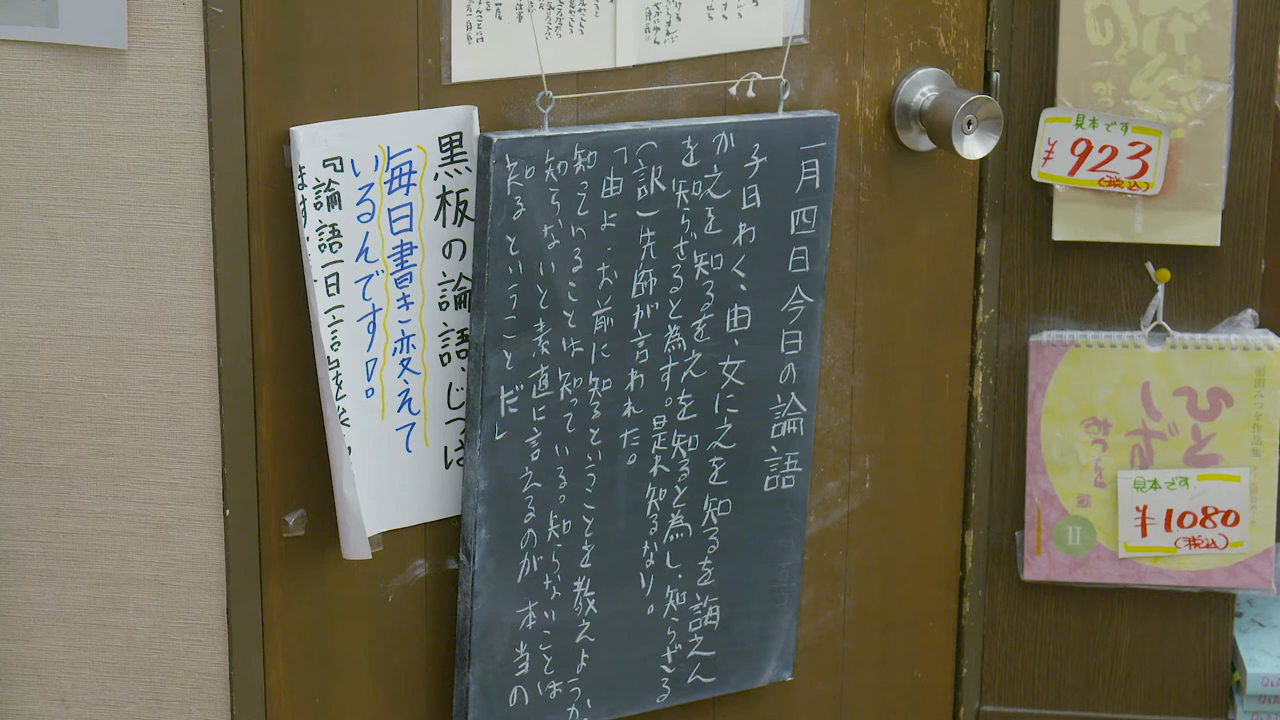 一月四日今日の論語
子曰わく、由、女に之を知るを誨えん
か之を知るを之を知ると為し、知らざる
を知らざると為す。是れ知るなり。
(訳)先師が言われた。
「由よ、お前に知るということを教えようか。
知っていることは知っている。知らないことは
知らないと素直に言えるのが本当の
知るということだ」
黒板の論語、じつは
毎日書き変えて
いるんです!。
『論語一日一言』
ます
見本です
¥923
(税込)
ひとしずく
みつを
見本です
¥1080
(税込)
II